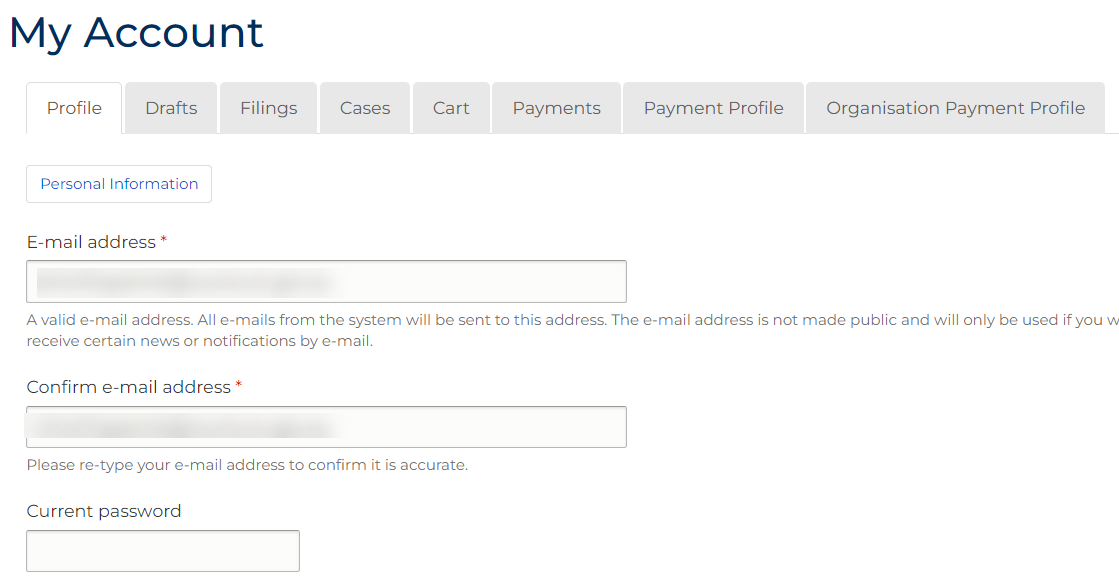 My Account
Profile Drafts Filings Cases Cart Payments Payment Profile Organisation Payment Profile
Personal Information
E-mail address *
A valid e-mail address. All e-mails from the system will be sent to this address. The e-mail address is not made public and will only be used if you w
receive certain news or notifications by e-mail.
Confirm e-mail address *
Please re-type your e-mail address to confirm it is accurate.
Current password